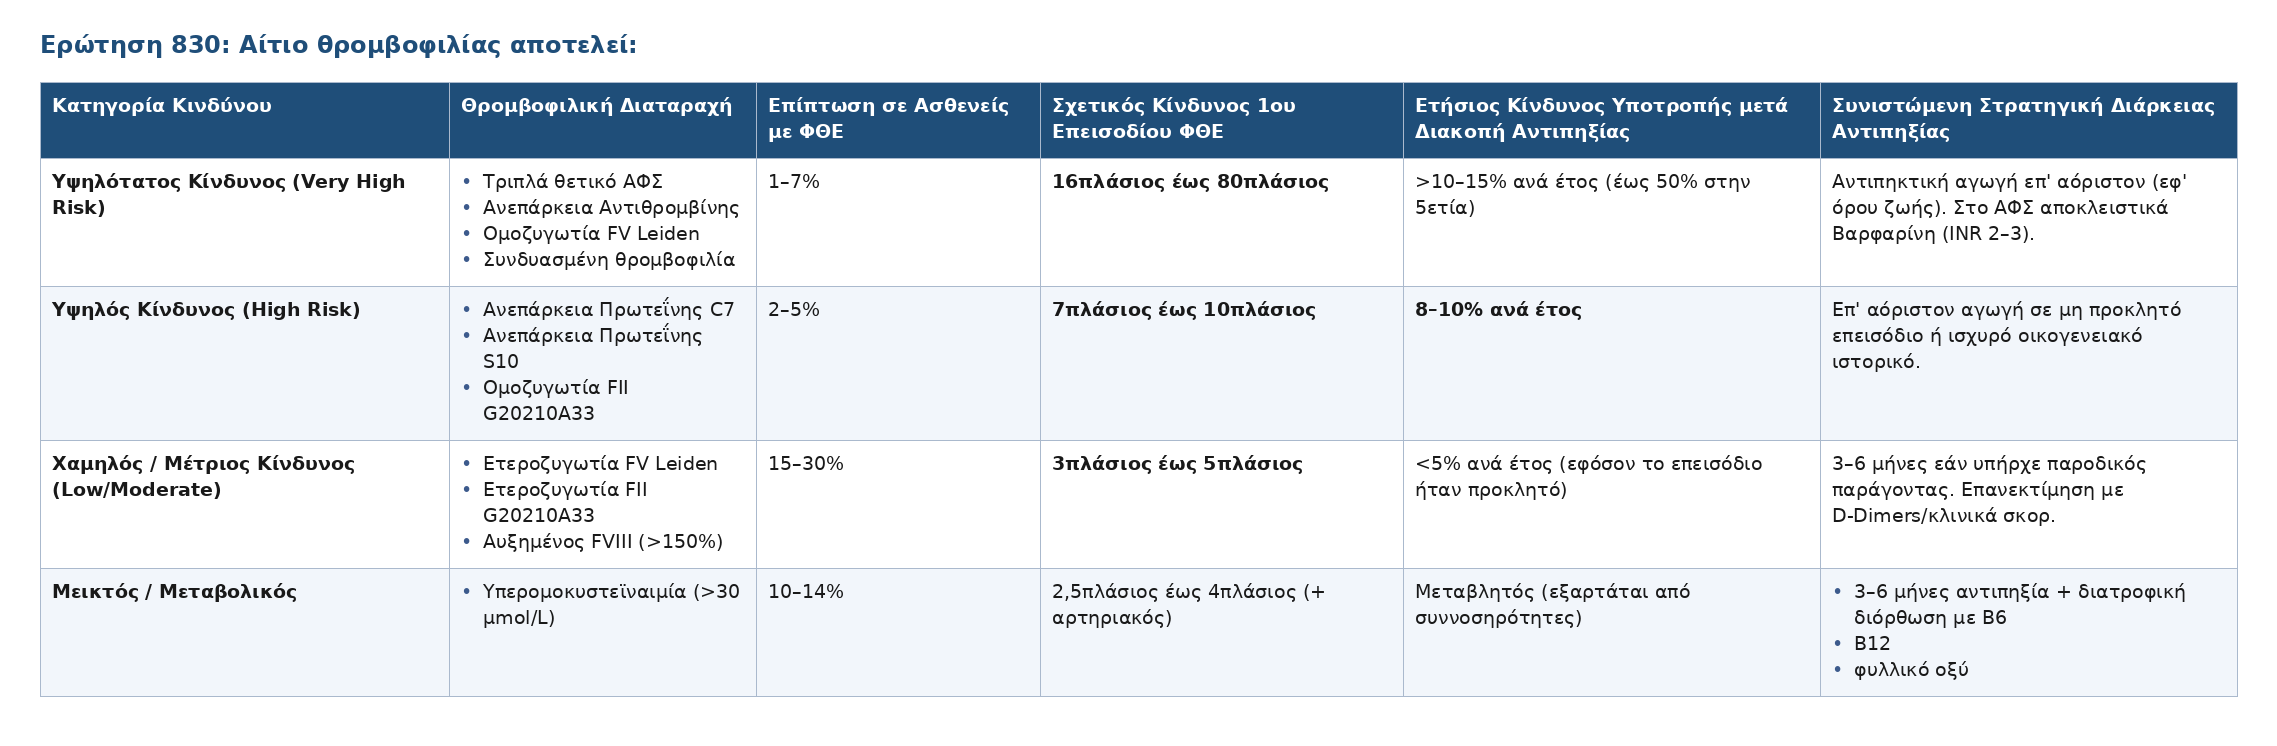 Ερώτηση 830: Αίτιο θρομβοφιλίας αποτελεί:
Κατηγορία Κινδύνου
Θρομβοφιλική Διαταραχή
Επίπτωση σε Ασθενείς
με ΦΘΕ
Σχετικός Κίνδυνος 1ου
Επεισοδίου ΦΘΕ
Ετήσιος Κίνδυνος Υποτροπής μετά
Διακοπή Αντιπηξίας
Συνιστώμενη Στρατηγική Διάρκειας
Αντιπηξίας
Υψηλότατος Κίνδυνος (Very High
Risk)
• Τριπλά θετικό ΑΦΣ
• Ανεπάρκεια Αντιθρομβίνης
• Ομοζυγωτία FV Leiden
• Συνδυασμένη θρομβοφιλία
1–7%
16πλάσιος έως 80πλάσιος
>10–15% ανά έτος (έως 50% στην
5ετία)
Αντιπηκτική αγωγή επ' αόριστον (εφ'
όρου ζωής). Στο ΑΦΣ αποκλειστικά
Βαρφαρίνη (INR 2–3).
Υψηλός Κίνδυνος (High Risk)
• Ανεπάρκεια Πρωτεΐνης C7
• Ανεπάρκεια Πρωτεΐνης
S10
• Ομοζυγωτία FII
G20210A33
2–5%
7πλάσιος έως 10πλάσιος
8–10% ανά έτος
Επ' αόριστον αγωγή σε μη προκλητό
επεισόδιο ή ισχυρό οικογενειακό
ιστορικό.
Χαμηλός / Μέτριος Κίνδυνος
(Low/Moderate)
• Ετεροζυγωτία FV Leiden
• Ετεροζυγωτία FII
G20210A33
• Αυξημένος FVIII (>150%)
15–30%
3πλάσιος έως 5πλάσιος
<5% ανά έτος (εφόσον το επεισόδιο
ήταν προκλητό)
3–6 μήνες εάν υπήρχε παροδικός
παράγοντας. Επανεκτίμηση με
D-Dimers/κλινικά σκορ.
Μεικτός / Μεταβολικός
• Υπερομοκυστεϊναιμία (>30
μmol/L)
10–14%
2,5πλάσιος έως 4πλάσιος (+
αρτηριακός)
Μεταβλητός (εξαρτάται από
συννοσηρότητες)
• 3–6 μήνες αντιπηξία + διατροφική
διόρθωση με B6
• B12
• φυλλικό οξύ